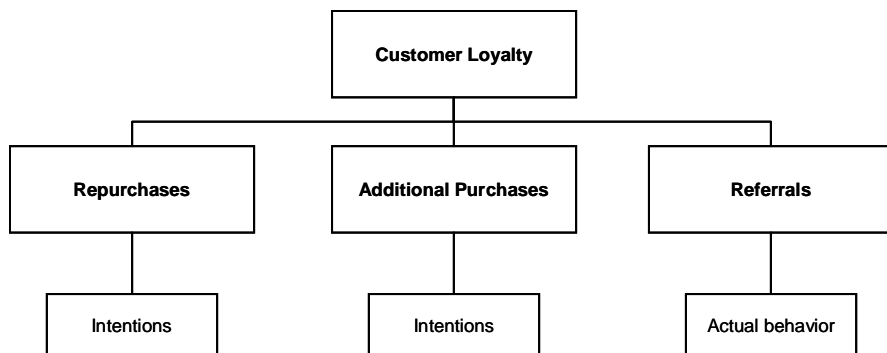 Customer Loyalty
Repurchases
Additional Purchases
Referrals
Intentions
Intentions
Actual behavior